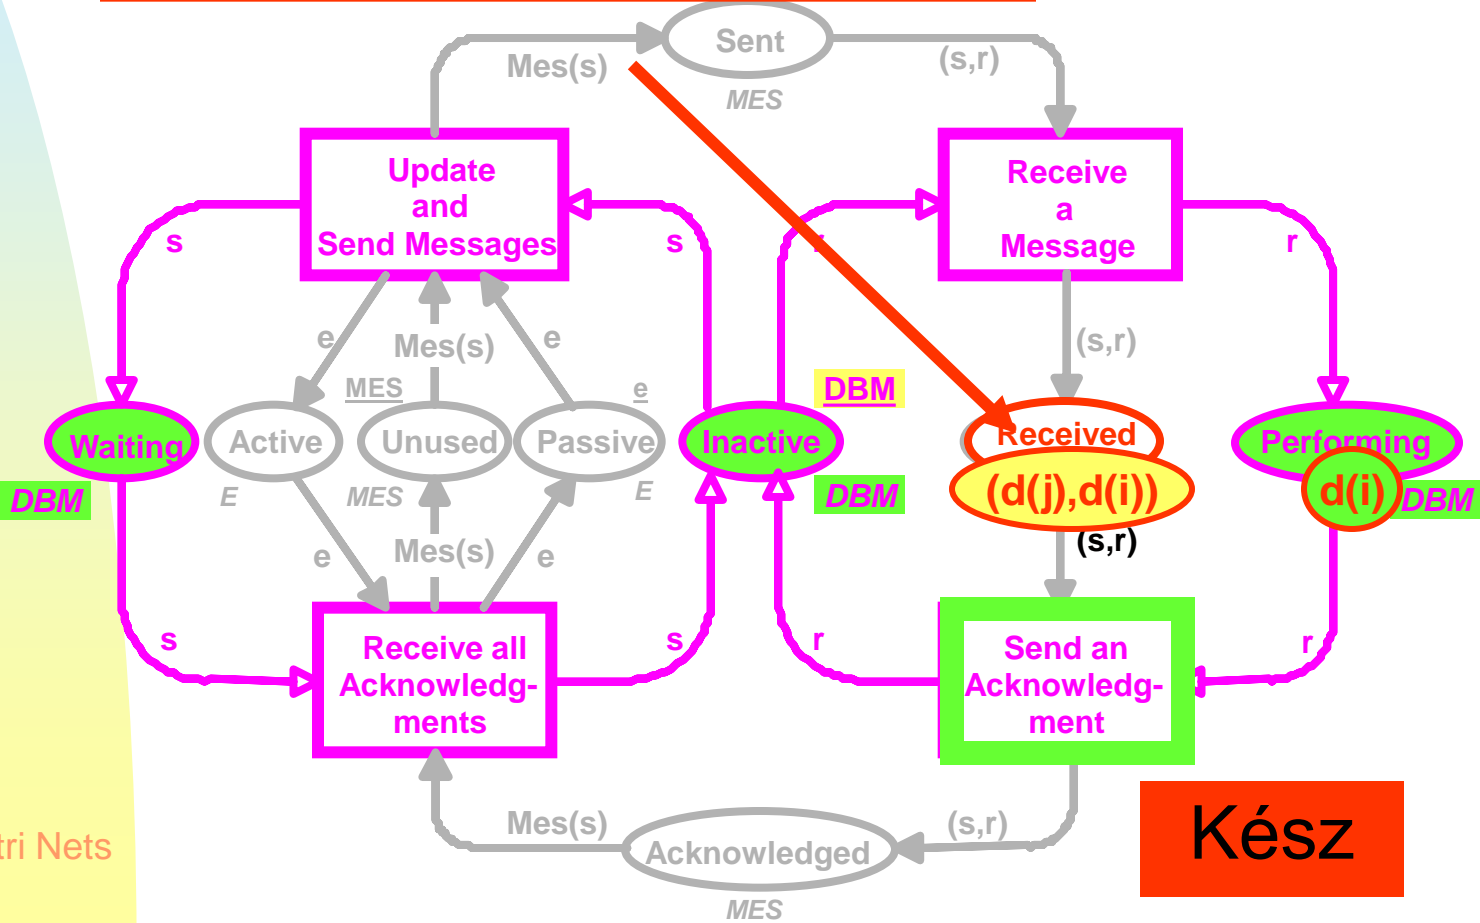 Sent
Mes(s)
(s,r)
MES
Update
and
Send Messages
Receive
a
Message
s
s
r
r
e
Mes(s)
e
(s,r)
MES
e
DBM
Waiting
Active
Unused
Passive
Inactive
Received
Performing
DBM
E
MES
E
DBM
(d(j),d(i))
d(i)
DBM
e
Mes(s)
e
(s,r)
s
s
r
r
Receive all
Acknowledg-
ments
Send an
Acknowledg-
ment
Mes(s)
(s,r)
Acknowledged
MES
Kész
tri Nets